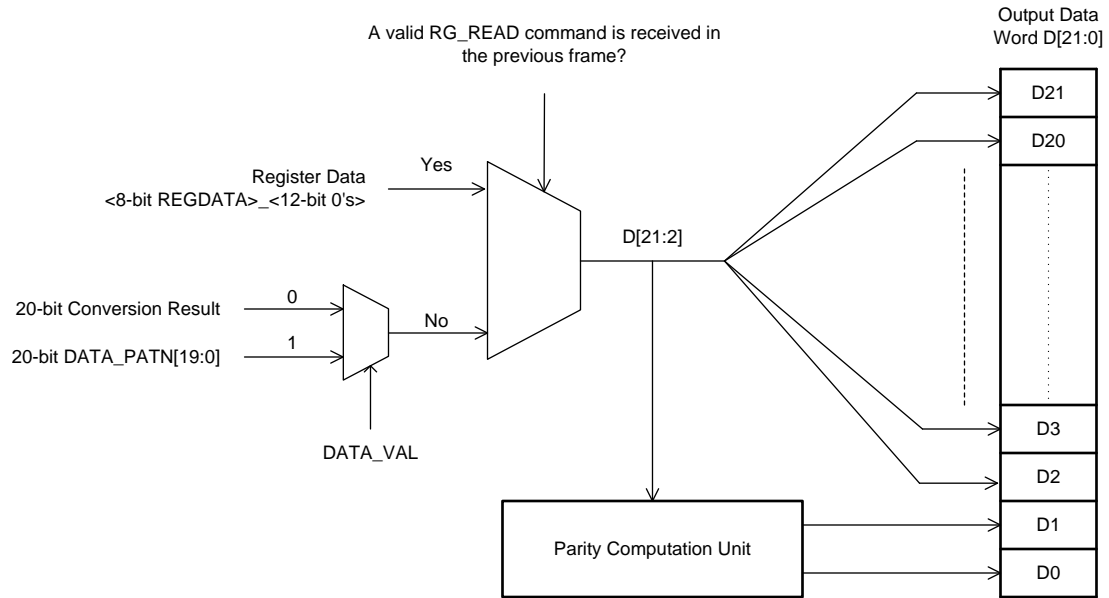 Output Data
Word D[21:0]
A valid RG_READ command is received in
the previous frame?
D21
D20
Yes
Register Data
<8-bit REGDATA>_<12-bit 0's>
D[21:2]
0
20-bit Conversion Result
No
1
20-bit DATA_PATN[19:0]
DATA_VAL
D3
D2
D1
Parity Computation Unit
D0